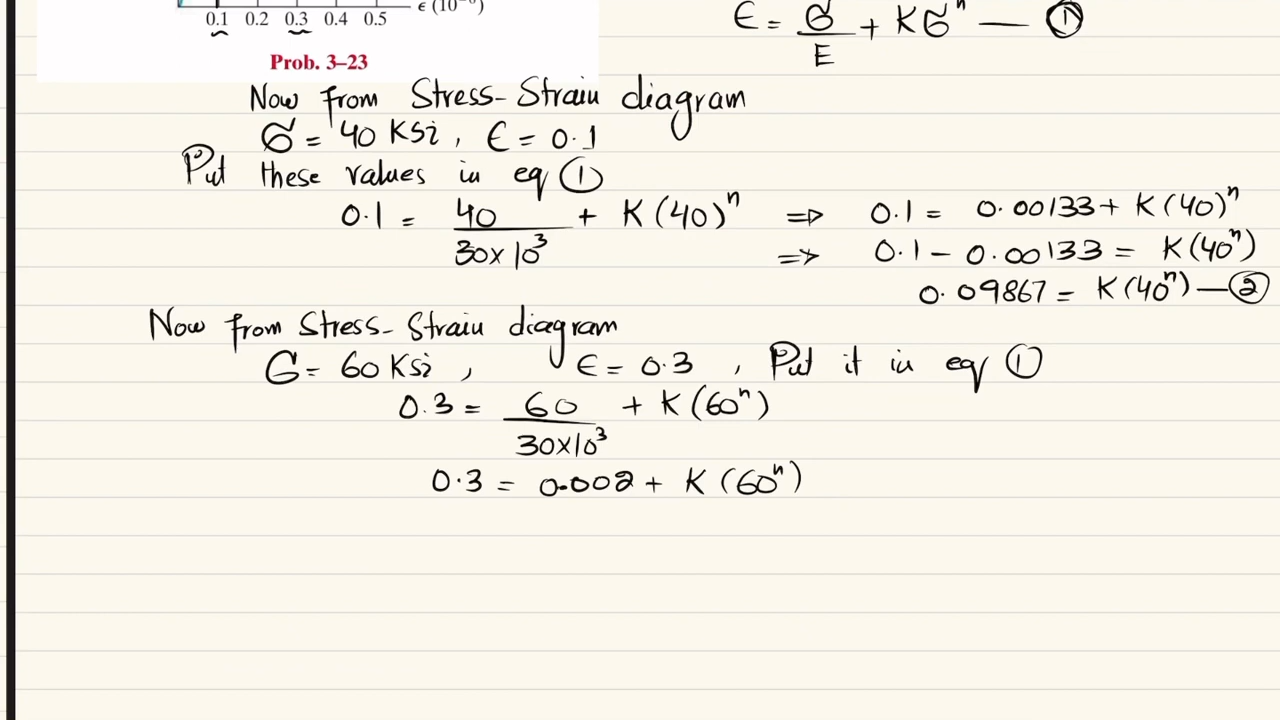 0.1 0.2 0.3 0.4 0.5 ϵ (10⁻⁶)
ϵ = σ/E + Kσⁿ — ①
Prob. 3–23
Now from Stress-Strain diagram
σ = 40 Ksi, ϵ = 0.1
Put these values in eq ①
0.1 = 40/30×10³ + K(40)ⁿ ⇒ 0.1 = 0.00133 + K(40)ⁿ
⇒ 0.1 – 0.00133 = K(40ⁿ)
0.09867 = K(40ⁿ) — ②
Now from Stress-Strain diagram
σ = 60 Ksi, ϵ = 0.3, Put it in eq ①
0.3 = 60/30×10³ + K(60ⁿ)
0.3 = 0.002 + K(60ⁿ)